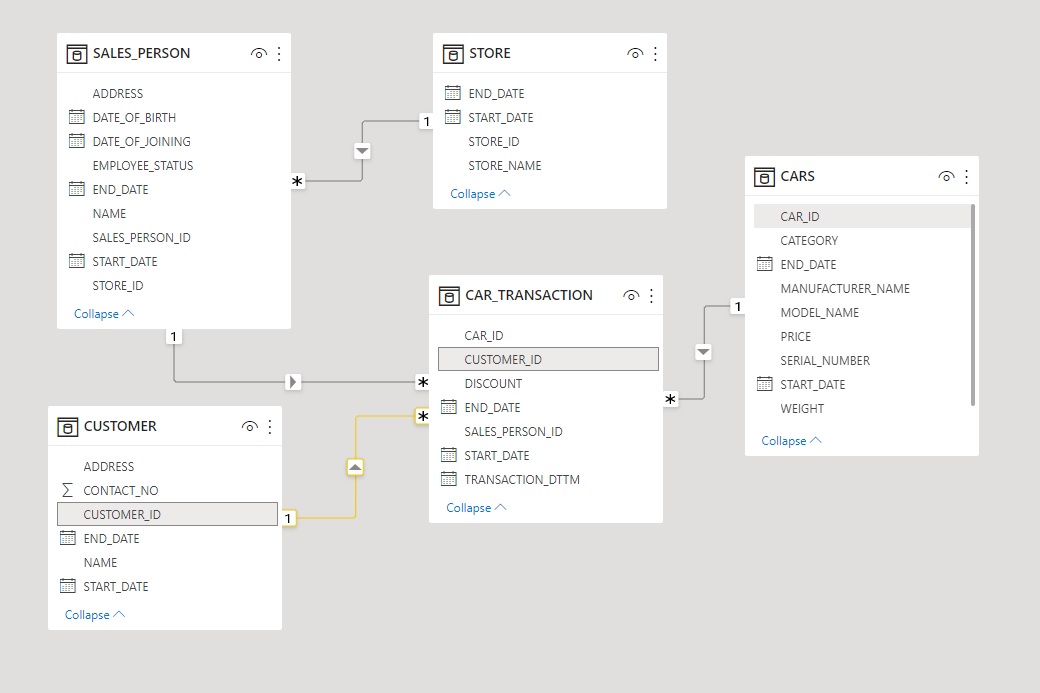 SALES_PERSON
ADDRESS
DATE_OF_BIRTH
DATE_OF_JOINING
EMPLOYEE_STATUS
END_DATE
NAME
SALES_PERSON_ID
START_DATE
STORE_ID
Collapse
1
*
STORE
END_DATE
START_DATE
STORE_ID
STORE_NAME
Collapse
1
CARS
CAR_ID
CATEGORY
END_DATE
MANUFACTURER_NAME
MODEL_NAME
PRICE
SERIAL_NUMBER
START_DATE
WEIGHT
Collapse
1
CAR_TRANSACTION
CAR_ID
CUSTOMER_ID
DISCOUNT
END_DATE
SALES_PERSON_ID
START_DATE
TRANSACTION_DTTM
Collapse
*
*
*
CUSTOMER
ADDRESS
∑ CONTACT_NO
CUSTOMER_ID
END_DATE
NAME
START_DATE
Collapse
1